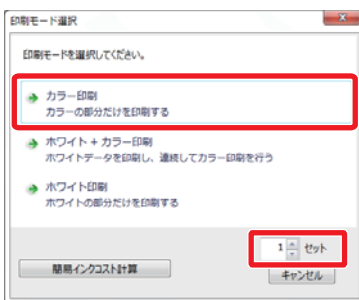 印刷モード選択
印刷モードを選択してください。
カラー印刷
カラーの部分だけを印刷する
ホワイト + カラー印刷
ホワイトデータを印刷し、連続してカラー印刷を行う
ホワイト印刷
ホワイトの部分だけを印刷する
1 セット
簡易インクコスト計算
キャンセル